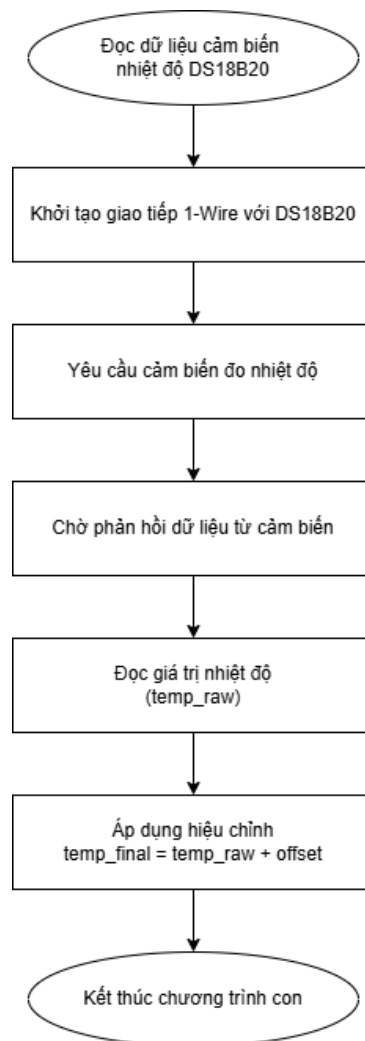 Đọc dữ liệu cảm biến
nhiệt độ DS18B20
Khởi tạo giao tiếp 1-Wire với DS18B20
Yêu cầu cảm biến đo nhiệt độ
Chờ phản hồi dữ liệu từ cảm biến
Đọc giá trị nhiệt độ
(temp_raw)
Áp dụng hiệu chỉnh
temp_final = temp_raw + offset
Kết thúc chương trình con